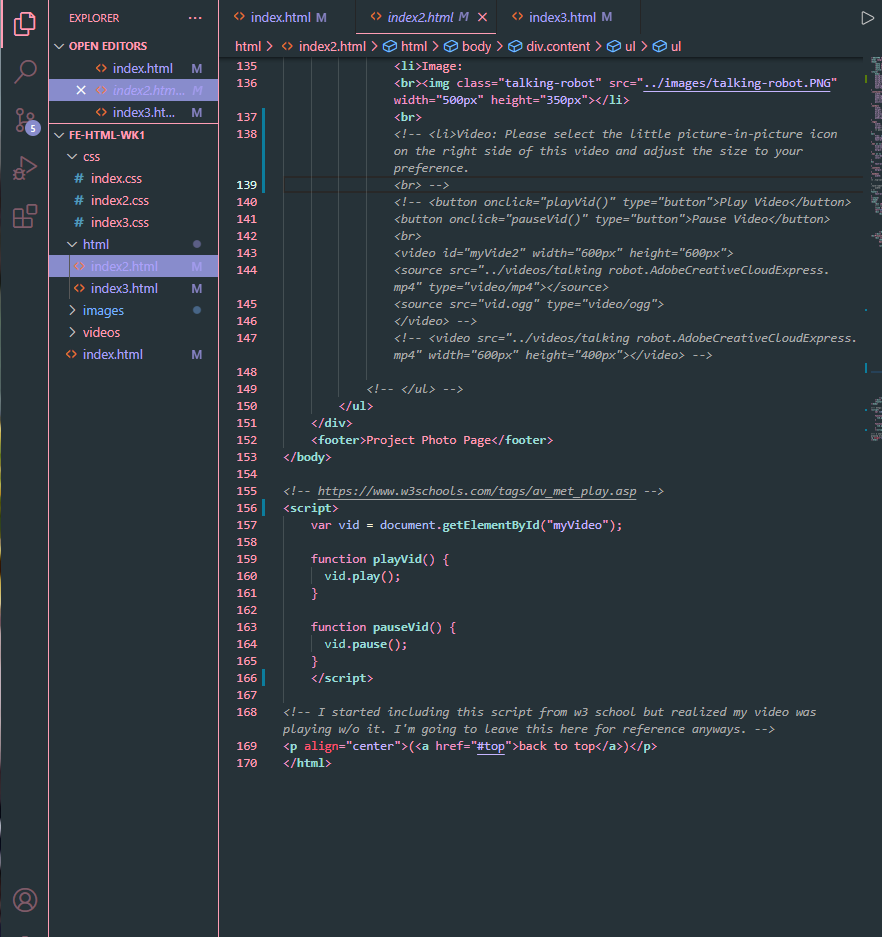 EXPLORER
index.html M
index2.html M
index3.html M
html index2.html html body div.content ul ul
OPEN EDITORS
index.html M
index2.htm... M
index3.ht... M
5
FE-HTML-WK1
css
# index.css
# index2.css
# index3.css
html
index2.html M
index3.html M
images
videos
index.html M
135 <li>Image:
136 <br><img class="talking-robot" src="../images/talking-robot.PNG"
width="500px" height="350px"></li>
137 <br>
138 <!-- <li>Video: Please select the little picture-in-picture icon
on the right side of this video and adjust the size to your
preference.
139 <br> -->
140 <!-- <button onclick="playVid()" type="button">Play Video</button>
141 <button onclick="pauseVid()" type="button">Pause Video</button>
142 <br>
143 <video id="myVide2" width="600px" height="600px">
144 <source src="../videos/talking robot.AdobeCreativeCloudExpress.
mp4" type="video/mp4"></source>
145 <source src="vid.ogg" type="video/ogg">
146 </video> -->
147 <!-- <video src="../videos/talking robot.AdobeCreativeCloudExpress.
mp4" width="600px" height="400px"></video> -->
148
149 <!-- </ul> -->
150 </ul>
151 </div>
152 <footer>Project Photo Page</footer>
153 </body>
154
155 <!-- https://www.w3schools.com/tags/av_met_play.asp -->
156 <script>
157 var vid = document.getElementById("myVideo");
158
159 function playVid() {
160 vid.play();
161 }
162
163 function pauseVid() {
164 vid.pause();
165 }
166 </script>
167
168 <!-- I started including this script from w3 school but realized my video was
playing w/o it. I'm going to leave this here for reference anyways. -->
169 <p align="center">(<a href="#top">back to top</a>)</p>
170 </html>